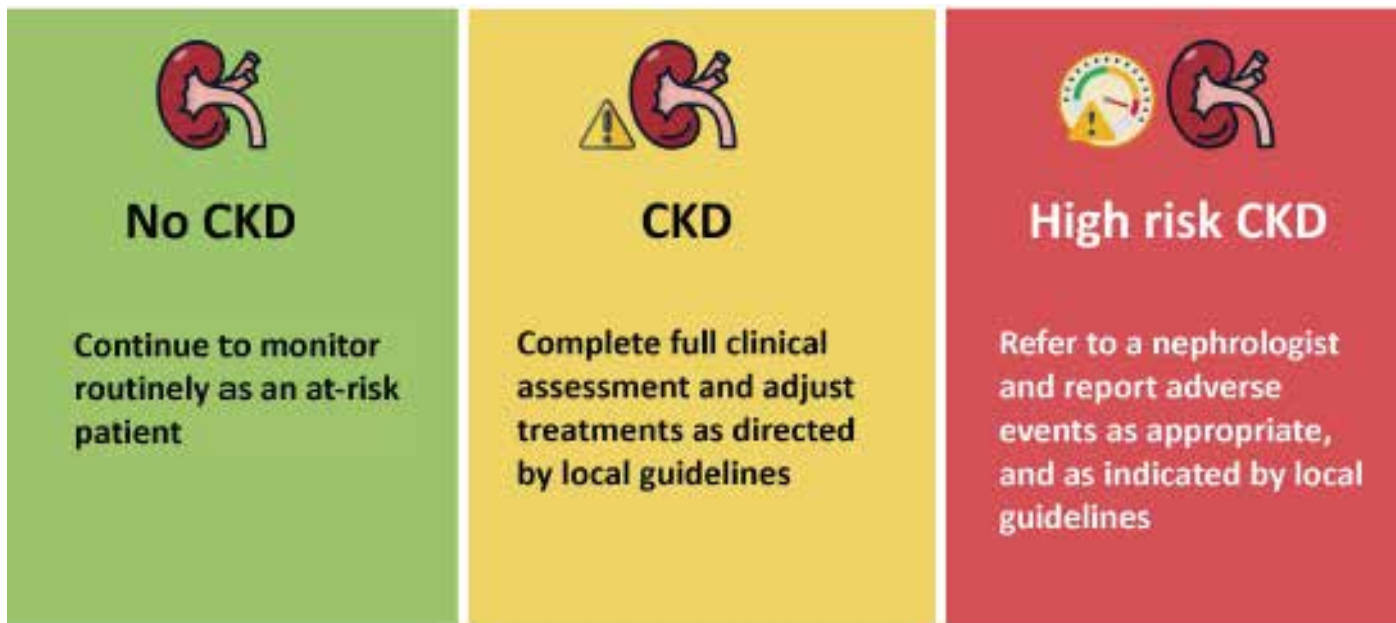 No CKD
Continue to monitor
routinely as an at-risk
patient
CKD
Complete full clinical
assessment and adjust
treatments as directed
by local guidelines
High risk CKD
Refer to a nephrologist
and report adverse
events as appropriate,
and as indicated by local
guidelines